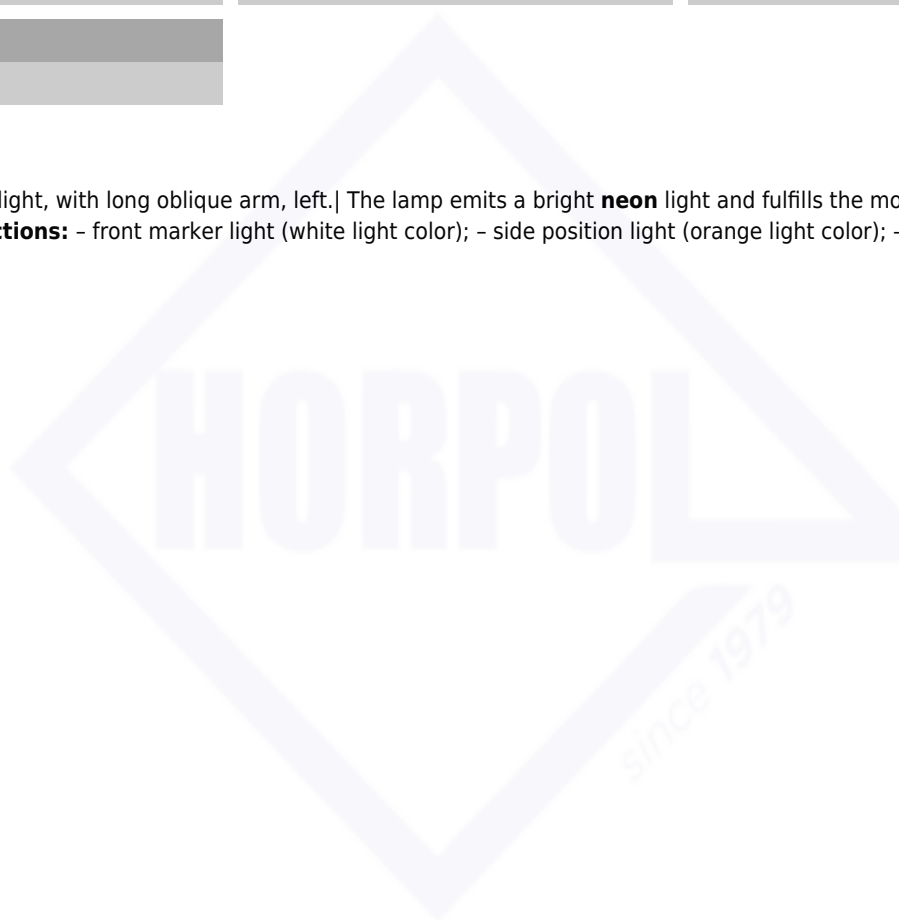 light, with long oblique arm, left.| The lamp emits a bright neon light and fulfills the mo
ctions: – front marker light (white light color); – side position light (orange light color); –
HORPOL
since 1979